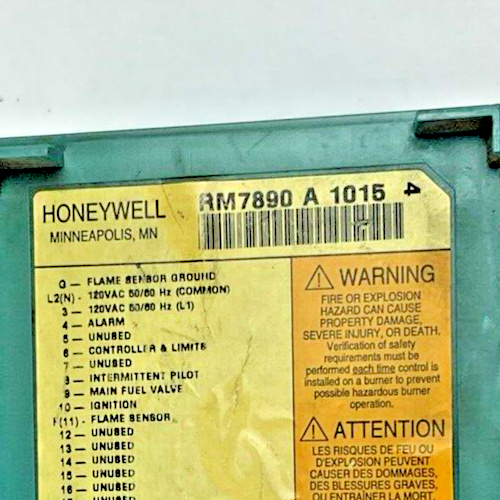 HONEYWELL
MINNEAPOLIS, MN
RM7890 A 1015 4
G — FLAME SENSOR GROUND
L2(N) - 120VAC 50/60 Hz (COMMON)
3 — 120VAC 50/60 Hz (L1)
4 — ALARM
5 — UNUSED
6 — CONTROLLER & LIMITS
7 — UNUSED
8 — INTERMITTENT PILOT
9 — MAIN FUEL VALVE
10 — IGNITION
F(11) - FLAME SENSOR
12 — UNUSED
13 — UNUSED
14 — UNUSED
15 — UNUSED
16 — UNUSED
UNUSED
WARNING
FIRE OR EXPLOSION
HAZARD CAN CAUSE
PROPERTY DAMAGE,
SEVERE INJURY, OR DEATH.
Verification of safety
requirements must be
performed each time control is
installed on a burner to prevent
possible hazardous burner
operation.
ATTENTION
LES RISQUES DE FEU OU
D'EXPLOSION PEUVENT
CAUSER DES DOMMAGES,
DES BLESSURES GRAVES,
OU ENTRAÎNER LA MORT.